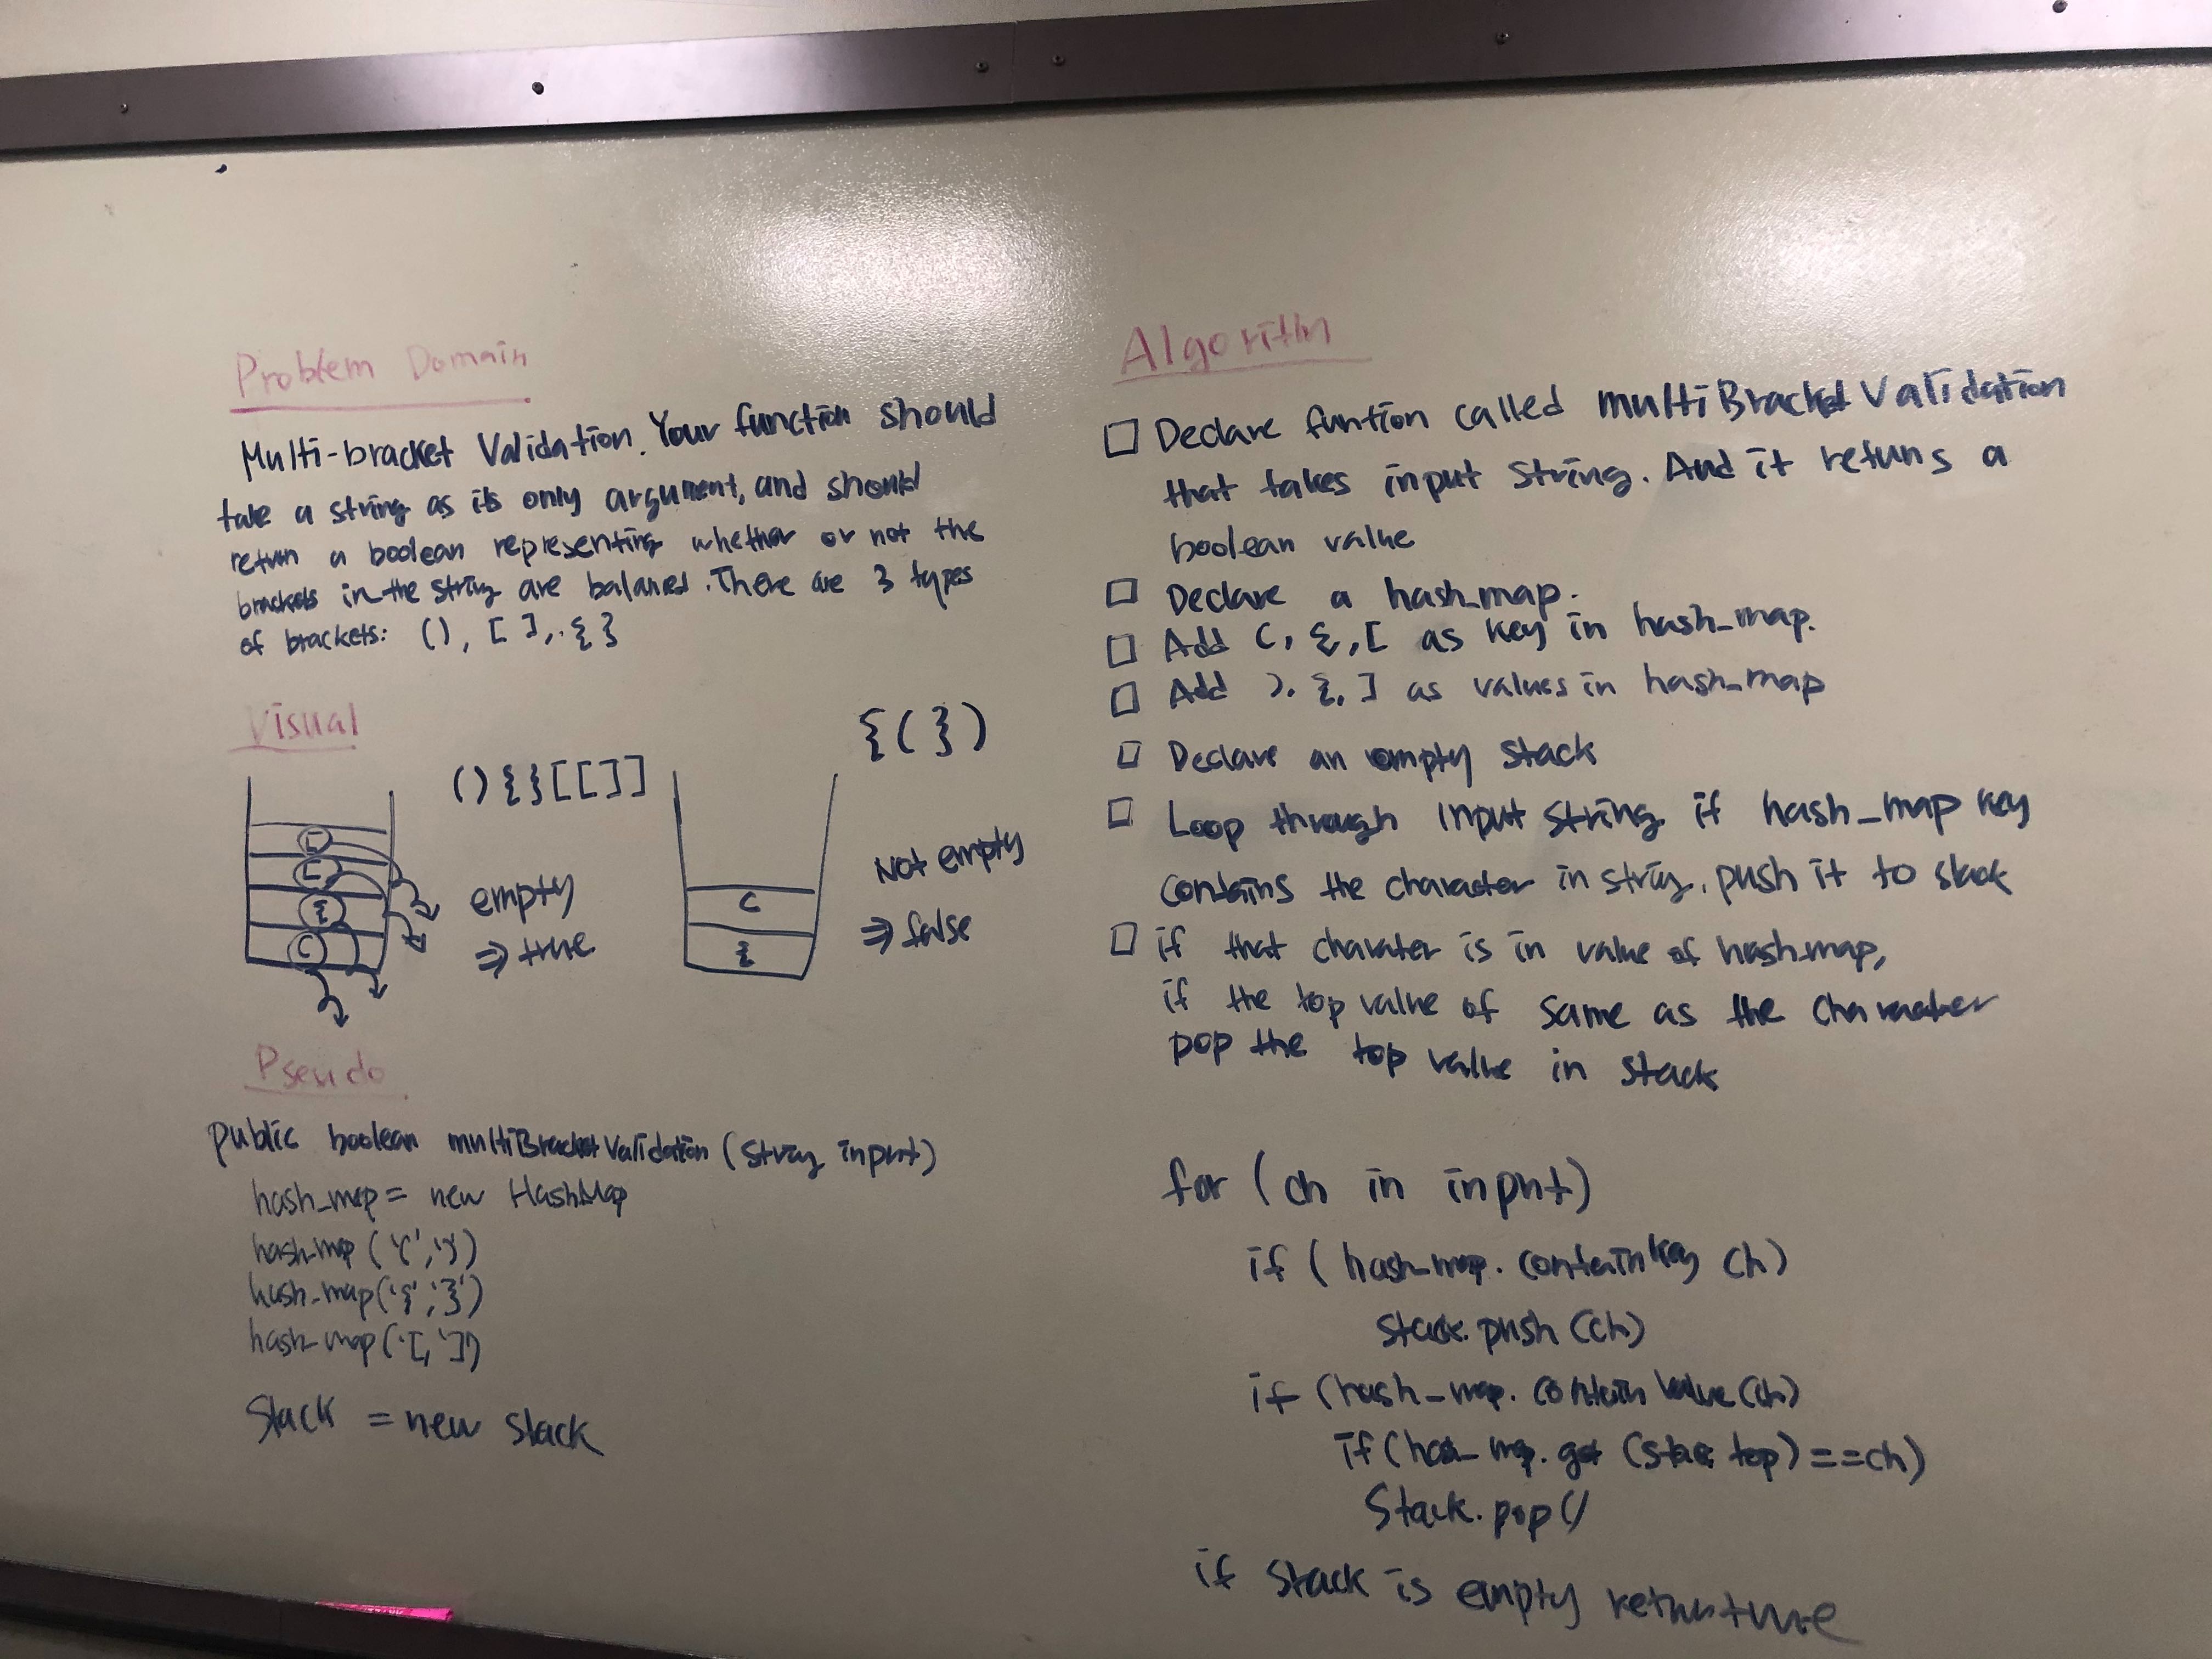 Problem Domain
Multi-bracket Validation. Your function should
take a string as its only argument, and should
return a boolean representing whether or not the
brackets in the string are balanced. There are 3 types
of brackets: (), [ ], { }
Visual
(){}[[]]
[
[
{
(
empty
⇒ true
{(})
(
{
Not empty
⇒ false
Pseudo
public boolean multiBracketValidation (String input)
hash_map = new HashMap
hash_map ('(',')')
hash_map('{','}')
hash_map('[',']')
Stack = new stack
Algorithm
□ Declare funtion called multiBracketValidation
that takes input string. And it retuns a
boolean value
□ Declare a hash_map.
□ Add (, {, [ as key in hash_map.
□ Add ), {, ] as values in hash_map
□ Declare an empty stack
□ Loop through input string if hash_map key
contains the character in string, push it to stack
□ if that charater is in value of hashmap,
if the top value of same as the character
pop the top value in stack
for (ch in input)
if ( hash_map. containkey ch)
stack. push (ch)
if (hash_map. contain value (ch)
if (hash_map. get (stack top) == ch)
Stack. pop()
if stack is empty return true